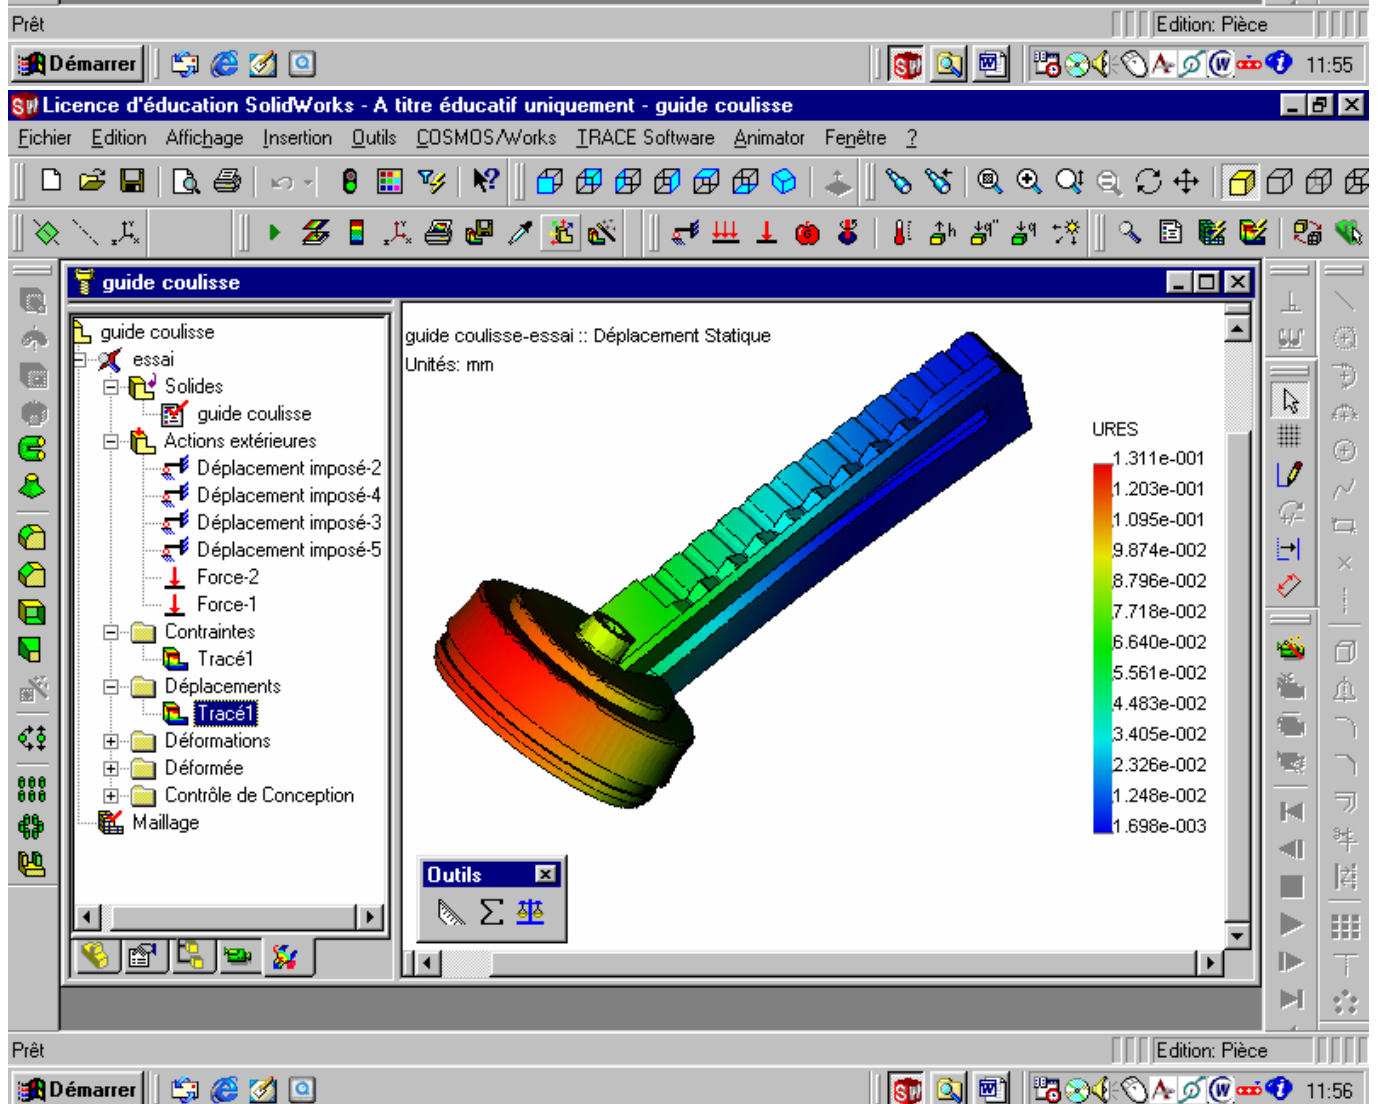 Prêt
Edition: Pièce
Démarrer
11:55
Licence d'éducation SolidWorks - A titre éducatif uniquement - guide coulisse
Fichier Edition Affichage Insertion Outils COSMOS/Works TRACE Software Animator Fenêtre ?
guide coulisse
guide coulisse
essai
Solides
guide coulisse
Actions extérieures
Déplacement imposé-2
Déplacement imposé-4
Déplacement imposé-3
Déplacement imposé-5
Force-2
Force-1
Contraintes
Tracé1
Déplacements
Tracé1
Déformations
Déformée
Contrôle de Conception
Maillage
guide coulisse-essai :: Déplacement Statique
Unités: mm
URES
1.311e-001
1.203e-001
1.095e-001
9.874e-002
8.796e-002
7.718e-002
6.640e-002
5.561e-002
4.483e-002
3.405e-002
2.326e-002
1.248e-002
1.698e-003
Outils
Prêt
Edition: Pièce
Démarrer
11:56